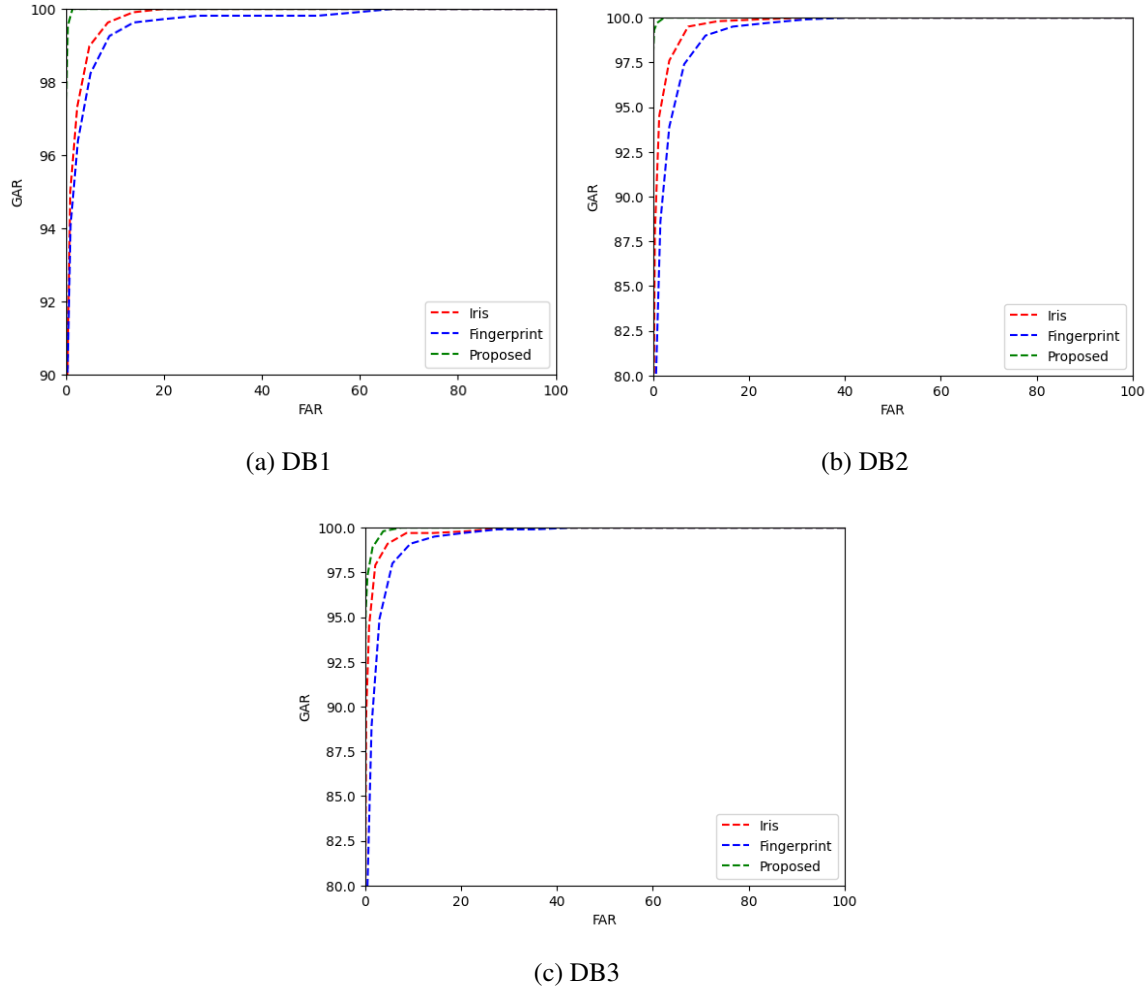 100
98
96
94
92
90
GAR
0
20
40
60
80
100
FAR
Iris
Fingerprint
Proposed
(a) DB1
100.0
97.5
95.0
92.5
90.0
87.5
85.0
82.5
80.0
GAR
0
20
40
60
80
100
FAR
Iris
Fingerprint
Proposed
(b) DB2
100.0
97.5
95.0
92.5
90.0
87.5
85.0
82.5
80.0
GAR
0
20
40
60
80
100
FAR
Iris
Fingerprint
Proposed
(c) DB3